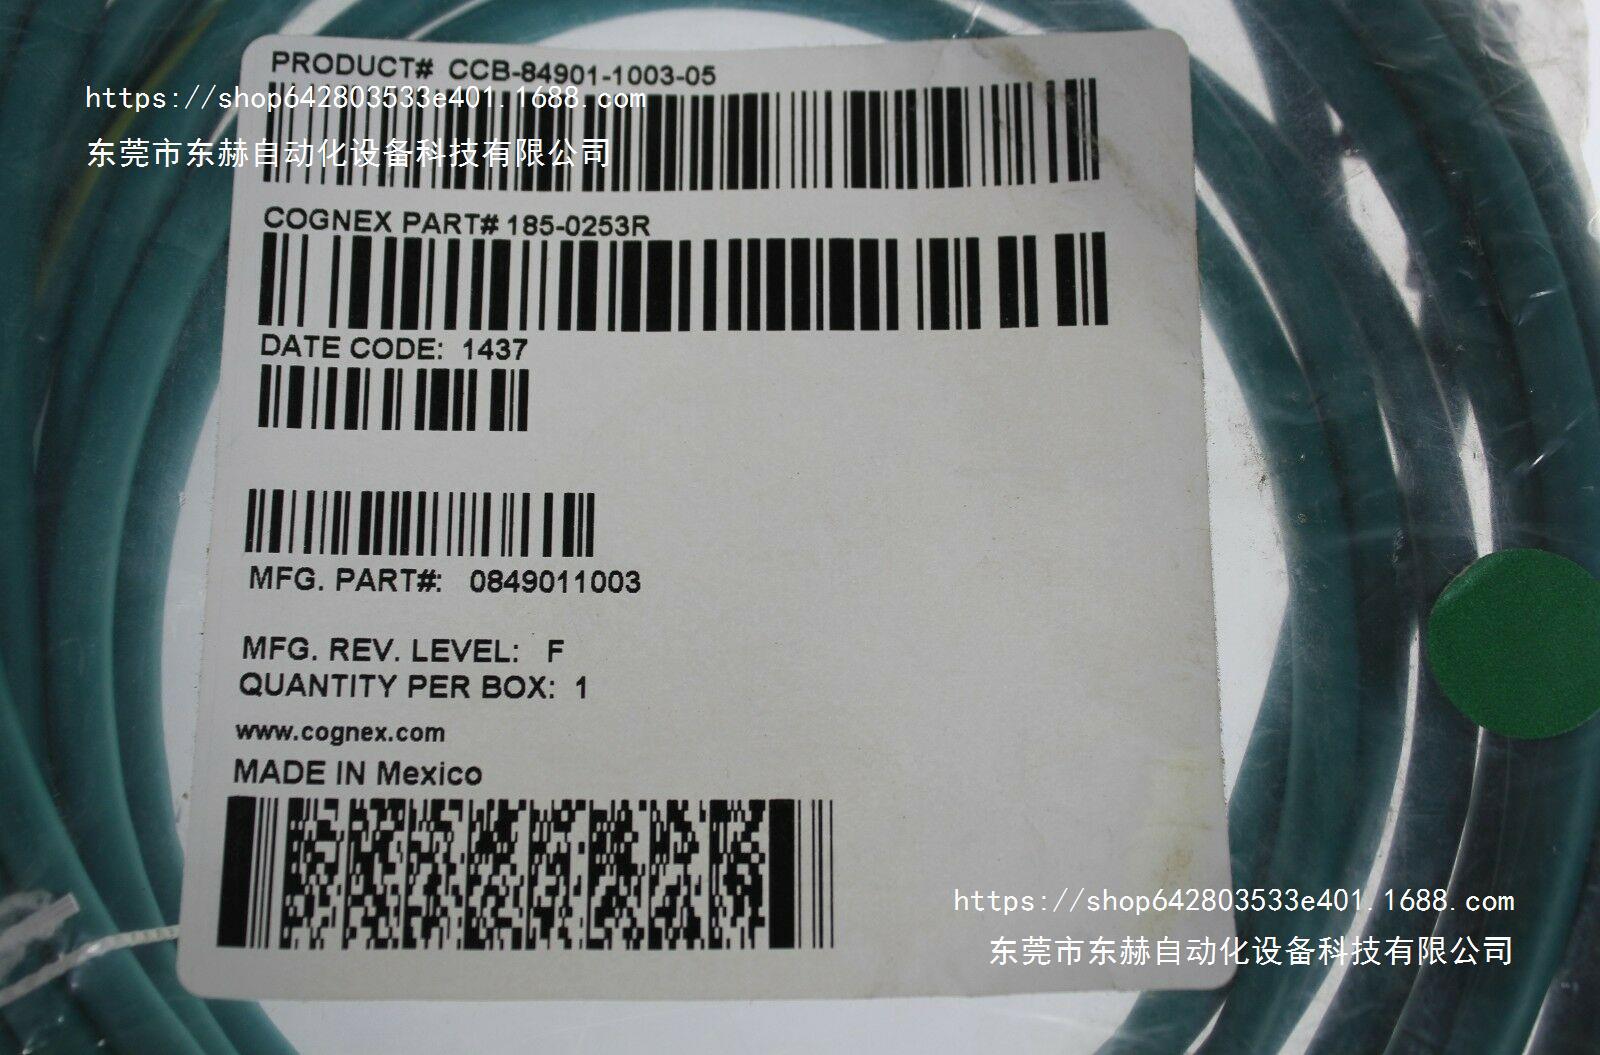 PRODUCT# CCB-84901-1003-05
https://shop642803533e401.1688.com
东莞市东赫自动化设备科技有限公司
COGNEX PART# 185-0253R
DATE CODE: 1437
MFG. PART#: 0849011003
MFG. REV. LEVEL: F
QUANTITY PER BOX: 1
www.cognex.com
MADE IN Mexico
https://shop642803533e401.1688.com
东莞市东赫自动化设备科技有限公司